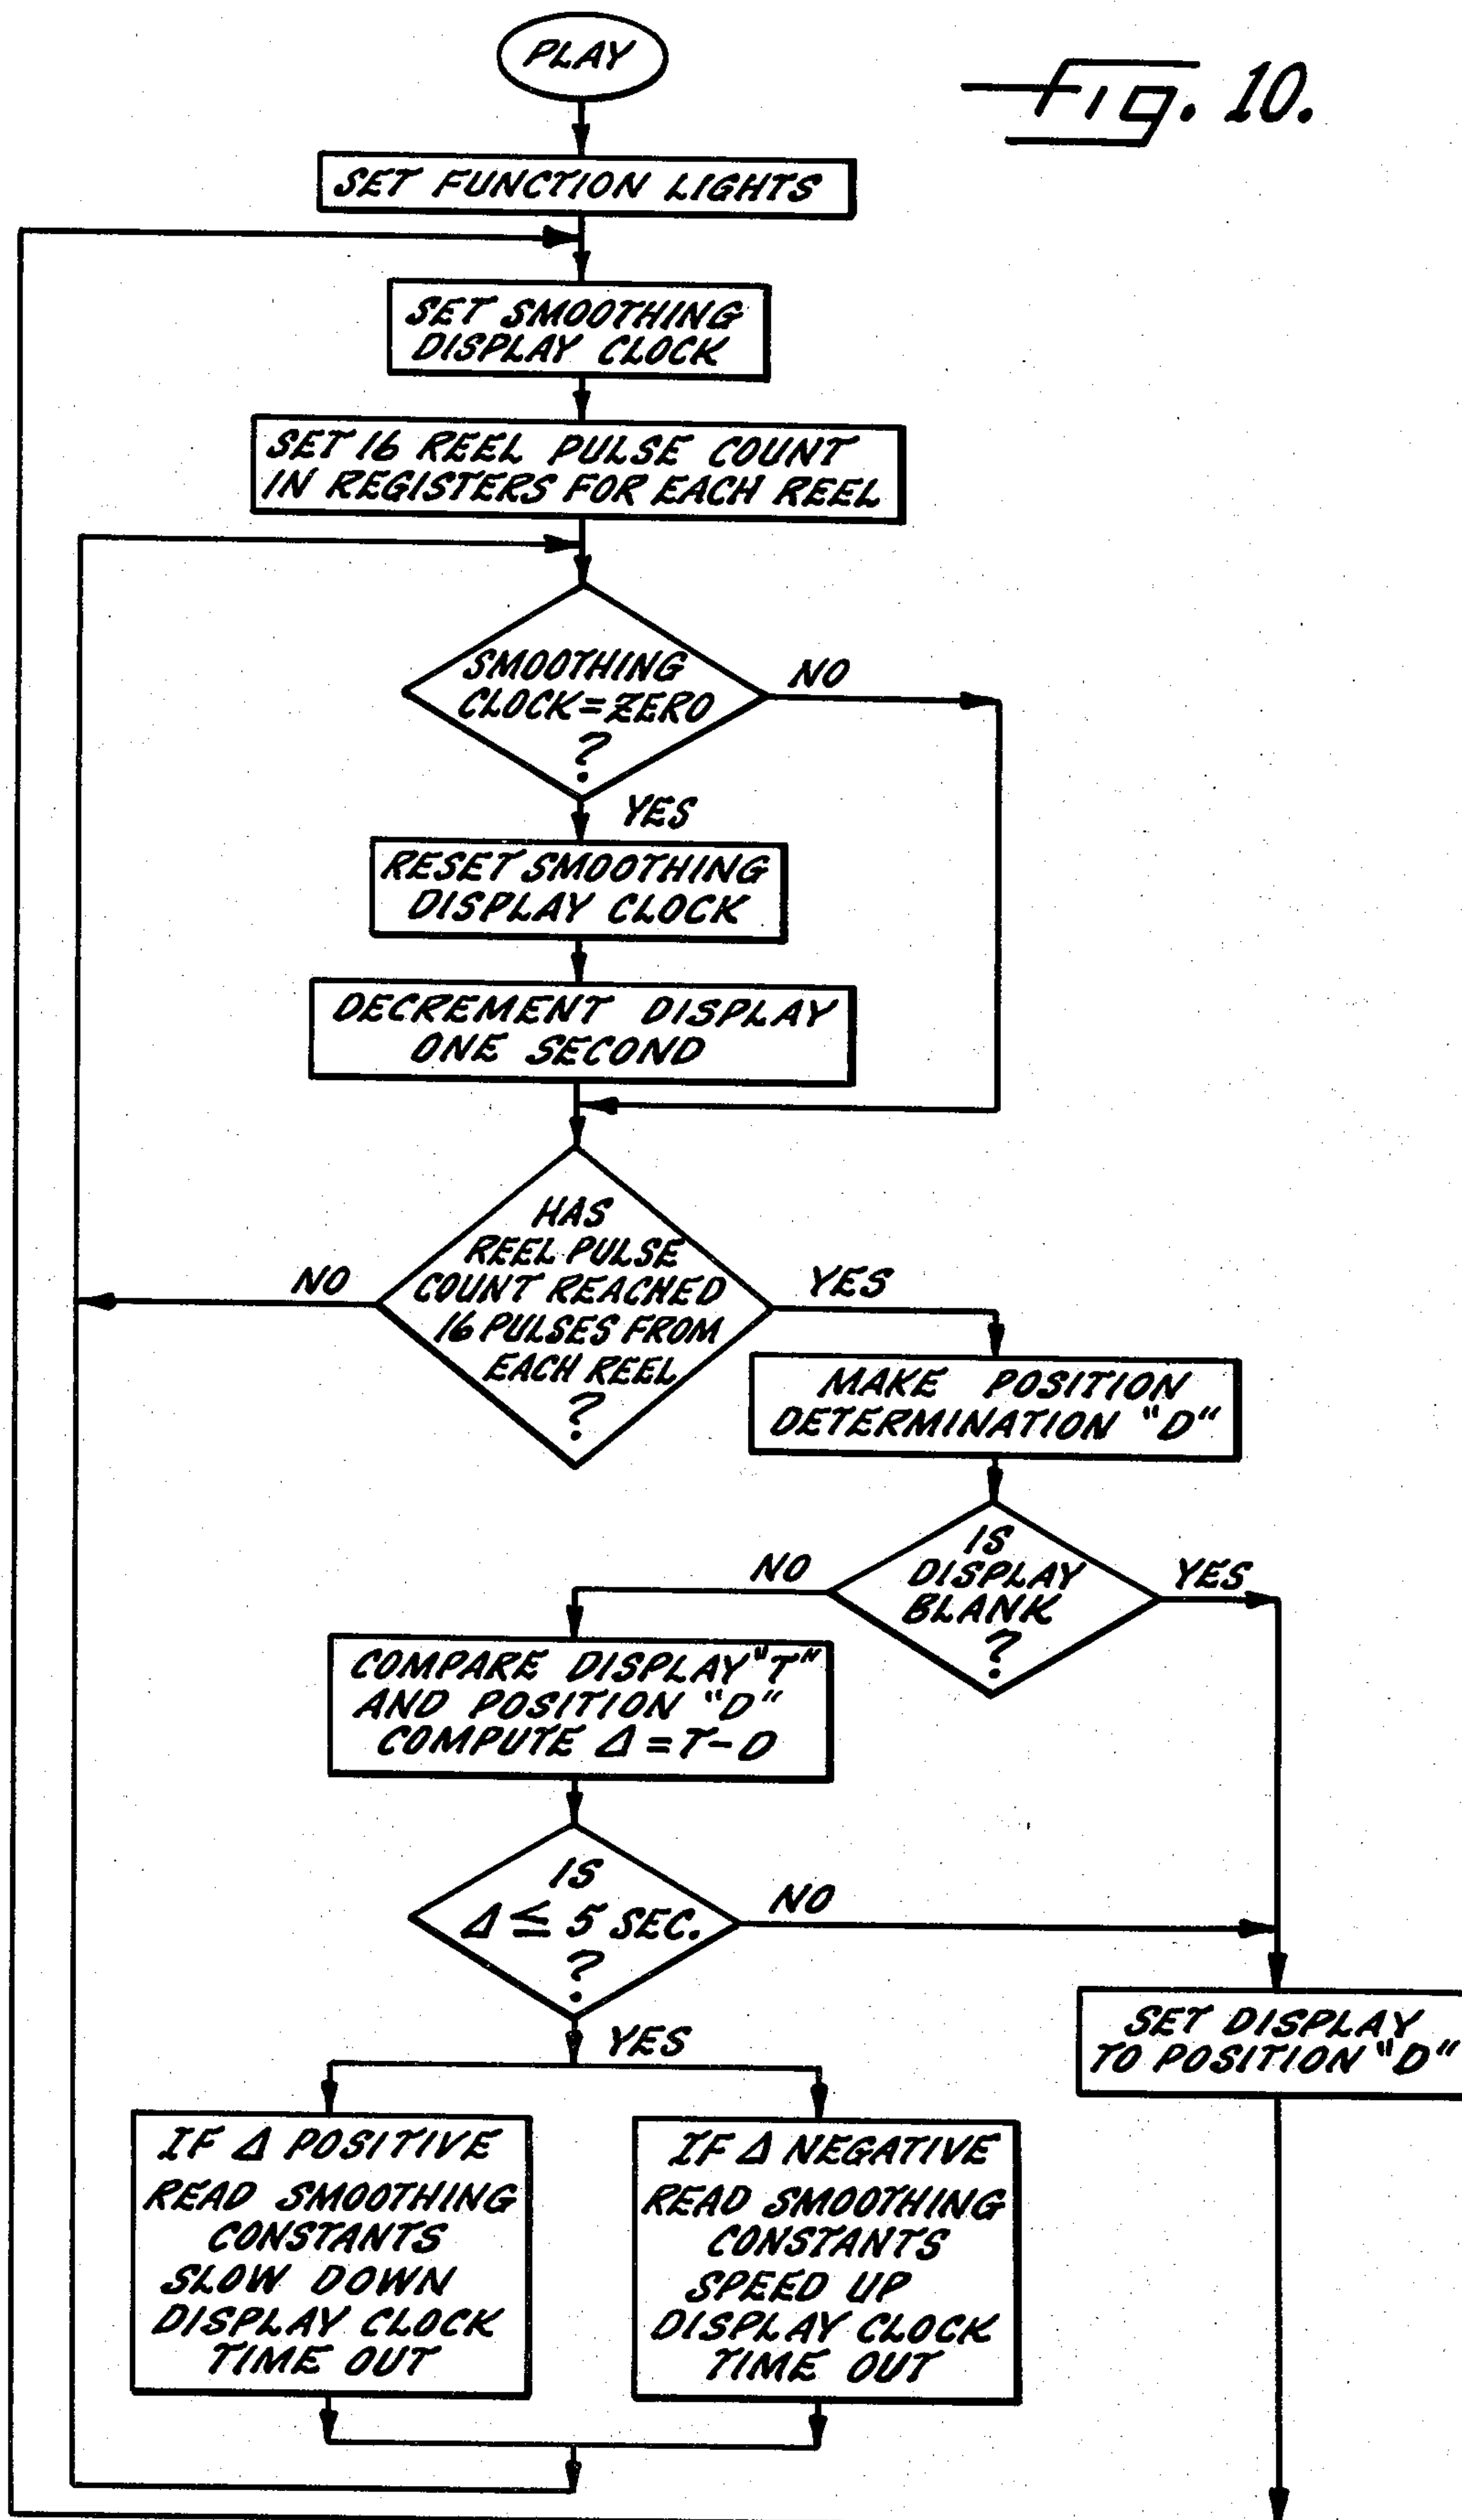 PLAY
Fig. 10.
SET FUNCTION LIGHTS
SET SMOOTHING
DISPLAY CLOCK
SET 16 REEL PULSE COUNT
IN REGISTERS FOR EACH REEL
SMOOTHING
CLOCK=ZERO
?
NO
YES
RESET SMOOTHING
DISPLAY CLOCK
DECREMENT DISPLAY
ONE SECOND
HAS
REEL PULSE
COUNT REACHED
16 PULSES FROM
EACH REEL
?
NO
YES
MAKE POSITION
DETERMINATION "D"
IS
DISPLAY
BLANK
?
NO
YES
COMPARE DISPLAY "T"
AND POSITION "D"
COMPUTE Δ=T-D
IS
Δ ≤ 5 SEC.
?
NO
YES
SET DISPLAY
TO POSITION "D"
IF Δ POSITIVE
READ SMOOTHING
CONSTANTS
SLOW DOWN
DISPLAY CLOCK
TIME OUT
IF Δ NEGATIVE
READ SMOOTHING
CONSTANTS
SPEED UP
DISPLAY CLOCK
TIME OUT